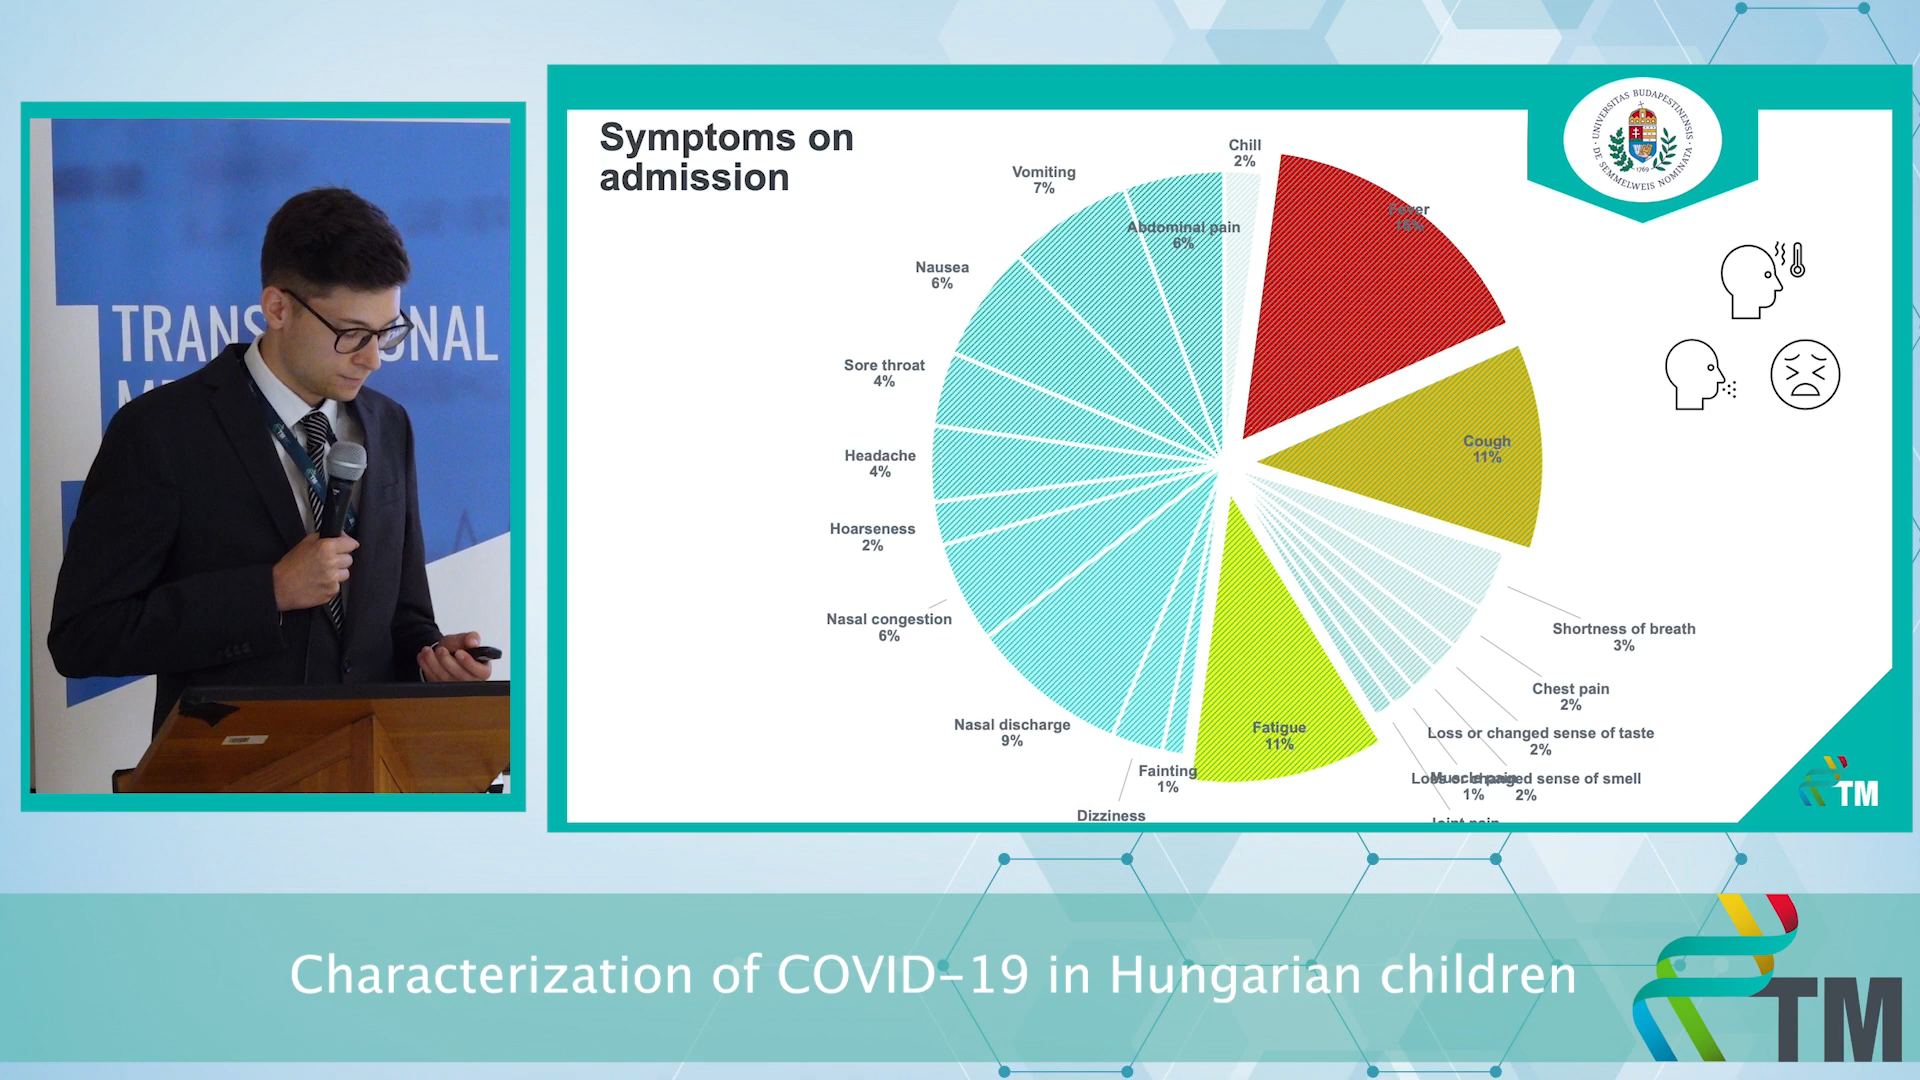 TRANS
ONAL
Symptoms on
admission
UNIVERSITAS BUDAPESTINENSIS
DE SEMMELWEIS NOMINATA
1769
Chill
2%
Fever
16%
Cough
11%
Shortness of breath
3%
Chest pain
2%
Loss or changed sense of taste
2%
Loss or changed sense of smell
2%
Muscle pain
1%
Joint pain
Fatigue
11%
Fainting
1%
Dizziness
Nasal discharge
9%
Nasal congestion
6%
Hoarseness
2%
Headache
4%
Sore throat
4%
Nausea
6%
Vomiting
7%
Abdominal pain
6%
TM
Characterization of COVID-19 in Hungarian children
TM